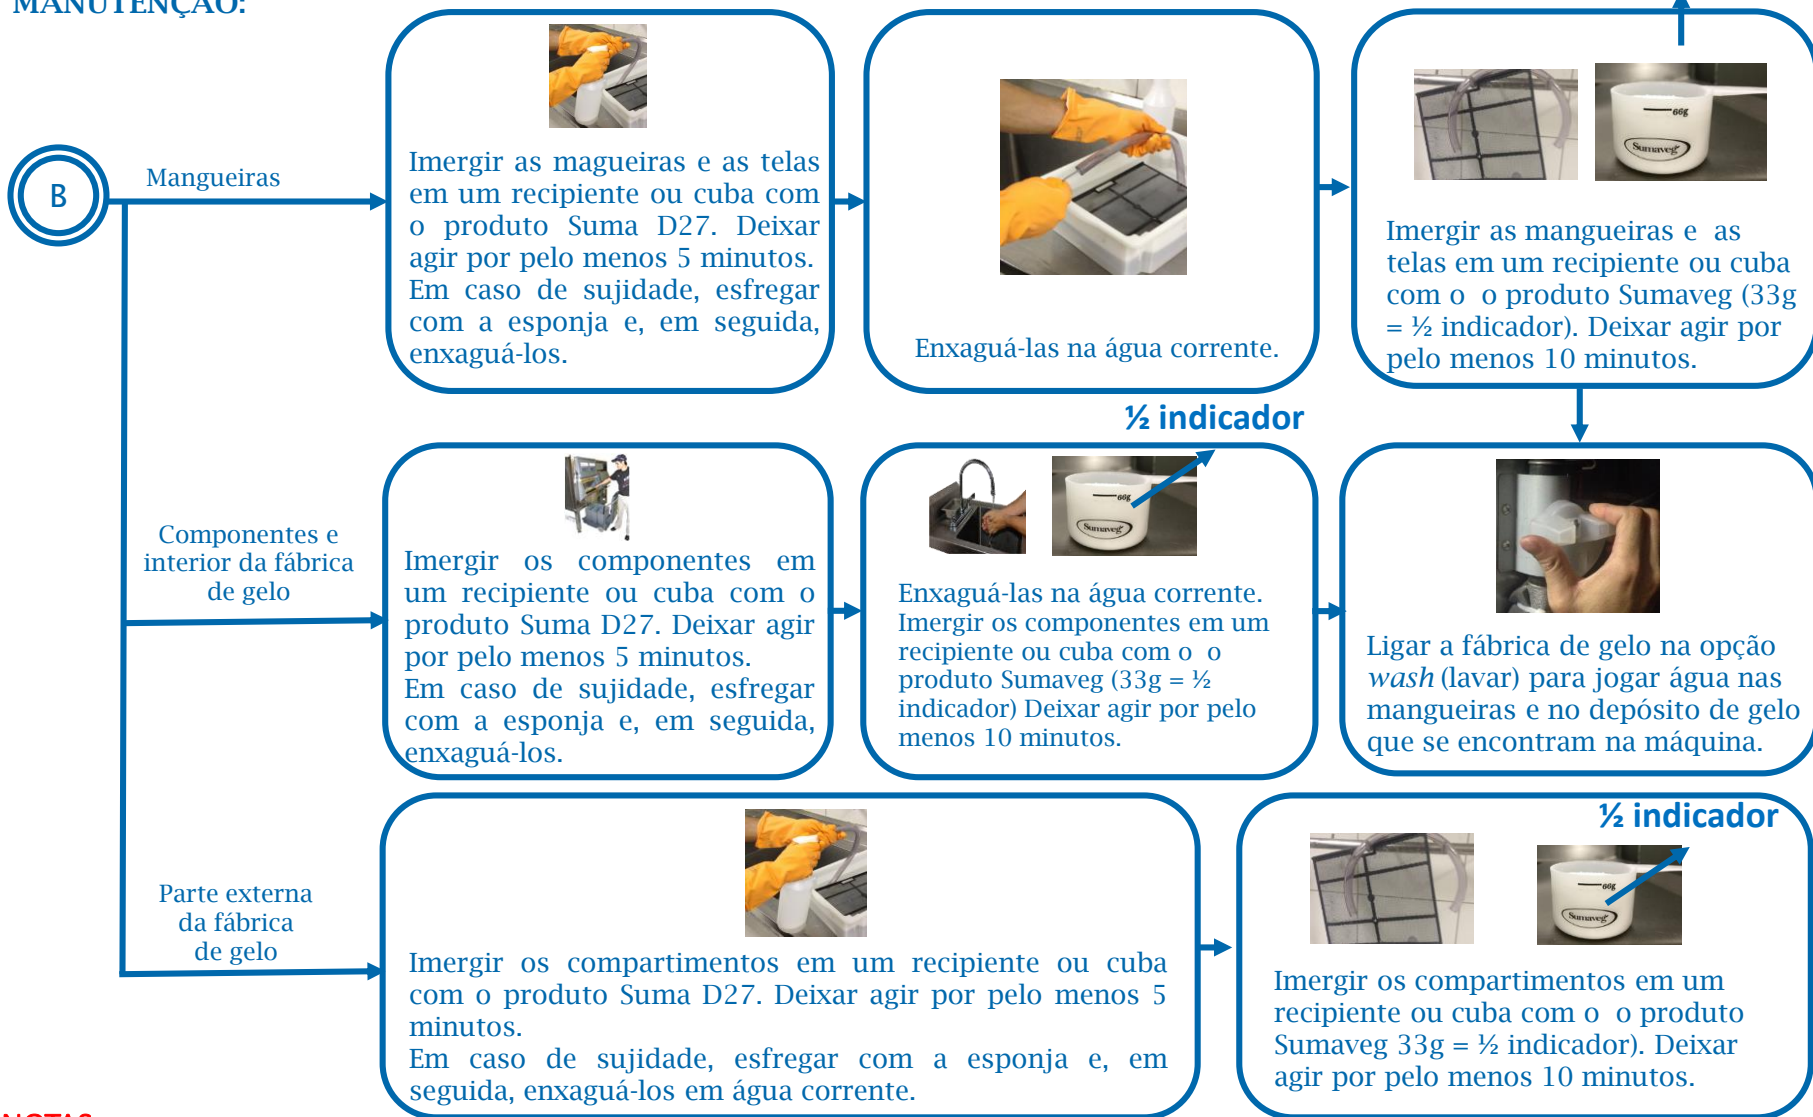 MANUTENÇÃO:
B
Mangueiras
Imergir as magueiras e as telas
em um recipiente ou cuba com
o produto Suma D27. Deixar
agir por pelo menos 5 minutos.
Em caso de sujidade, esfregar
com a esponja e, em seguida,
enxaguá-los.
Enxaguá-las na água corrente.
66g
Sumaveg
Imergir as mangueiras e as
telas em um recipiente ou cuba
com o o produto Sumaveg (33g
= ½ indicador). Deixar agir por
pelo menos 10 minutos.
Componentes e
interior da fábrica
de gelo
Imergir os componentes em
um recipiente ou cuba com o
produto Suma D27. Deixar agir
por pelo menos 5 minutos.
Em caso de sujidade, esfregar
com a esponja e, em seguida,
enxaguá-los.
½ indicador
66g
Sumaveg
Enxaguá-las na água corrente.
Imergir os componentes em um
recipiente ou cuba com o o
produto Sumaveg (33g = ½
indicador) Deixar agir por pelo
menos 10 minutos.
Ligar a fábrica de gelo na opção
wash (lavar) para jogar água nas
mangueiras e no depósito de gelo
que se encontram na máquina.
Parte externa
da fábrica
de gelo
Imergir os compartimentos em um recipiente ou cuba
com o produto Suma D27. Deixar agir por pelo menos 5
minutos.
Em caso de sujidade, esfregar com a esponja e, em
seguida, enxaguá-los em água corrente.
½ indicador
66g
Sumaveg
Imergir os compartimentos em um
recipiente ou cuba com o o produto
Sumaveg 33g = ½ indicador). Deixar
agir por pelo menos 10 minutos.
NOTAS